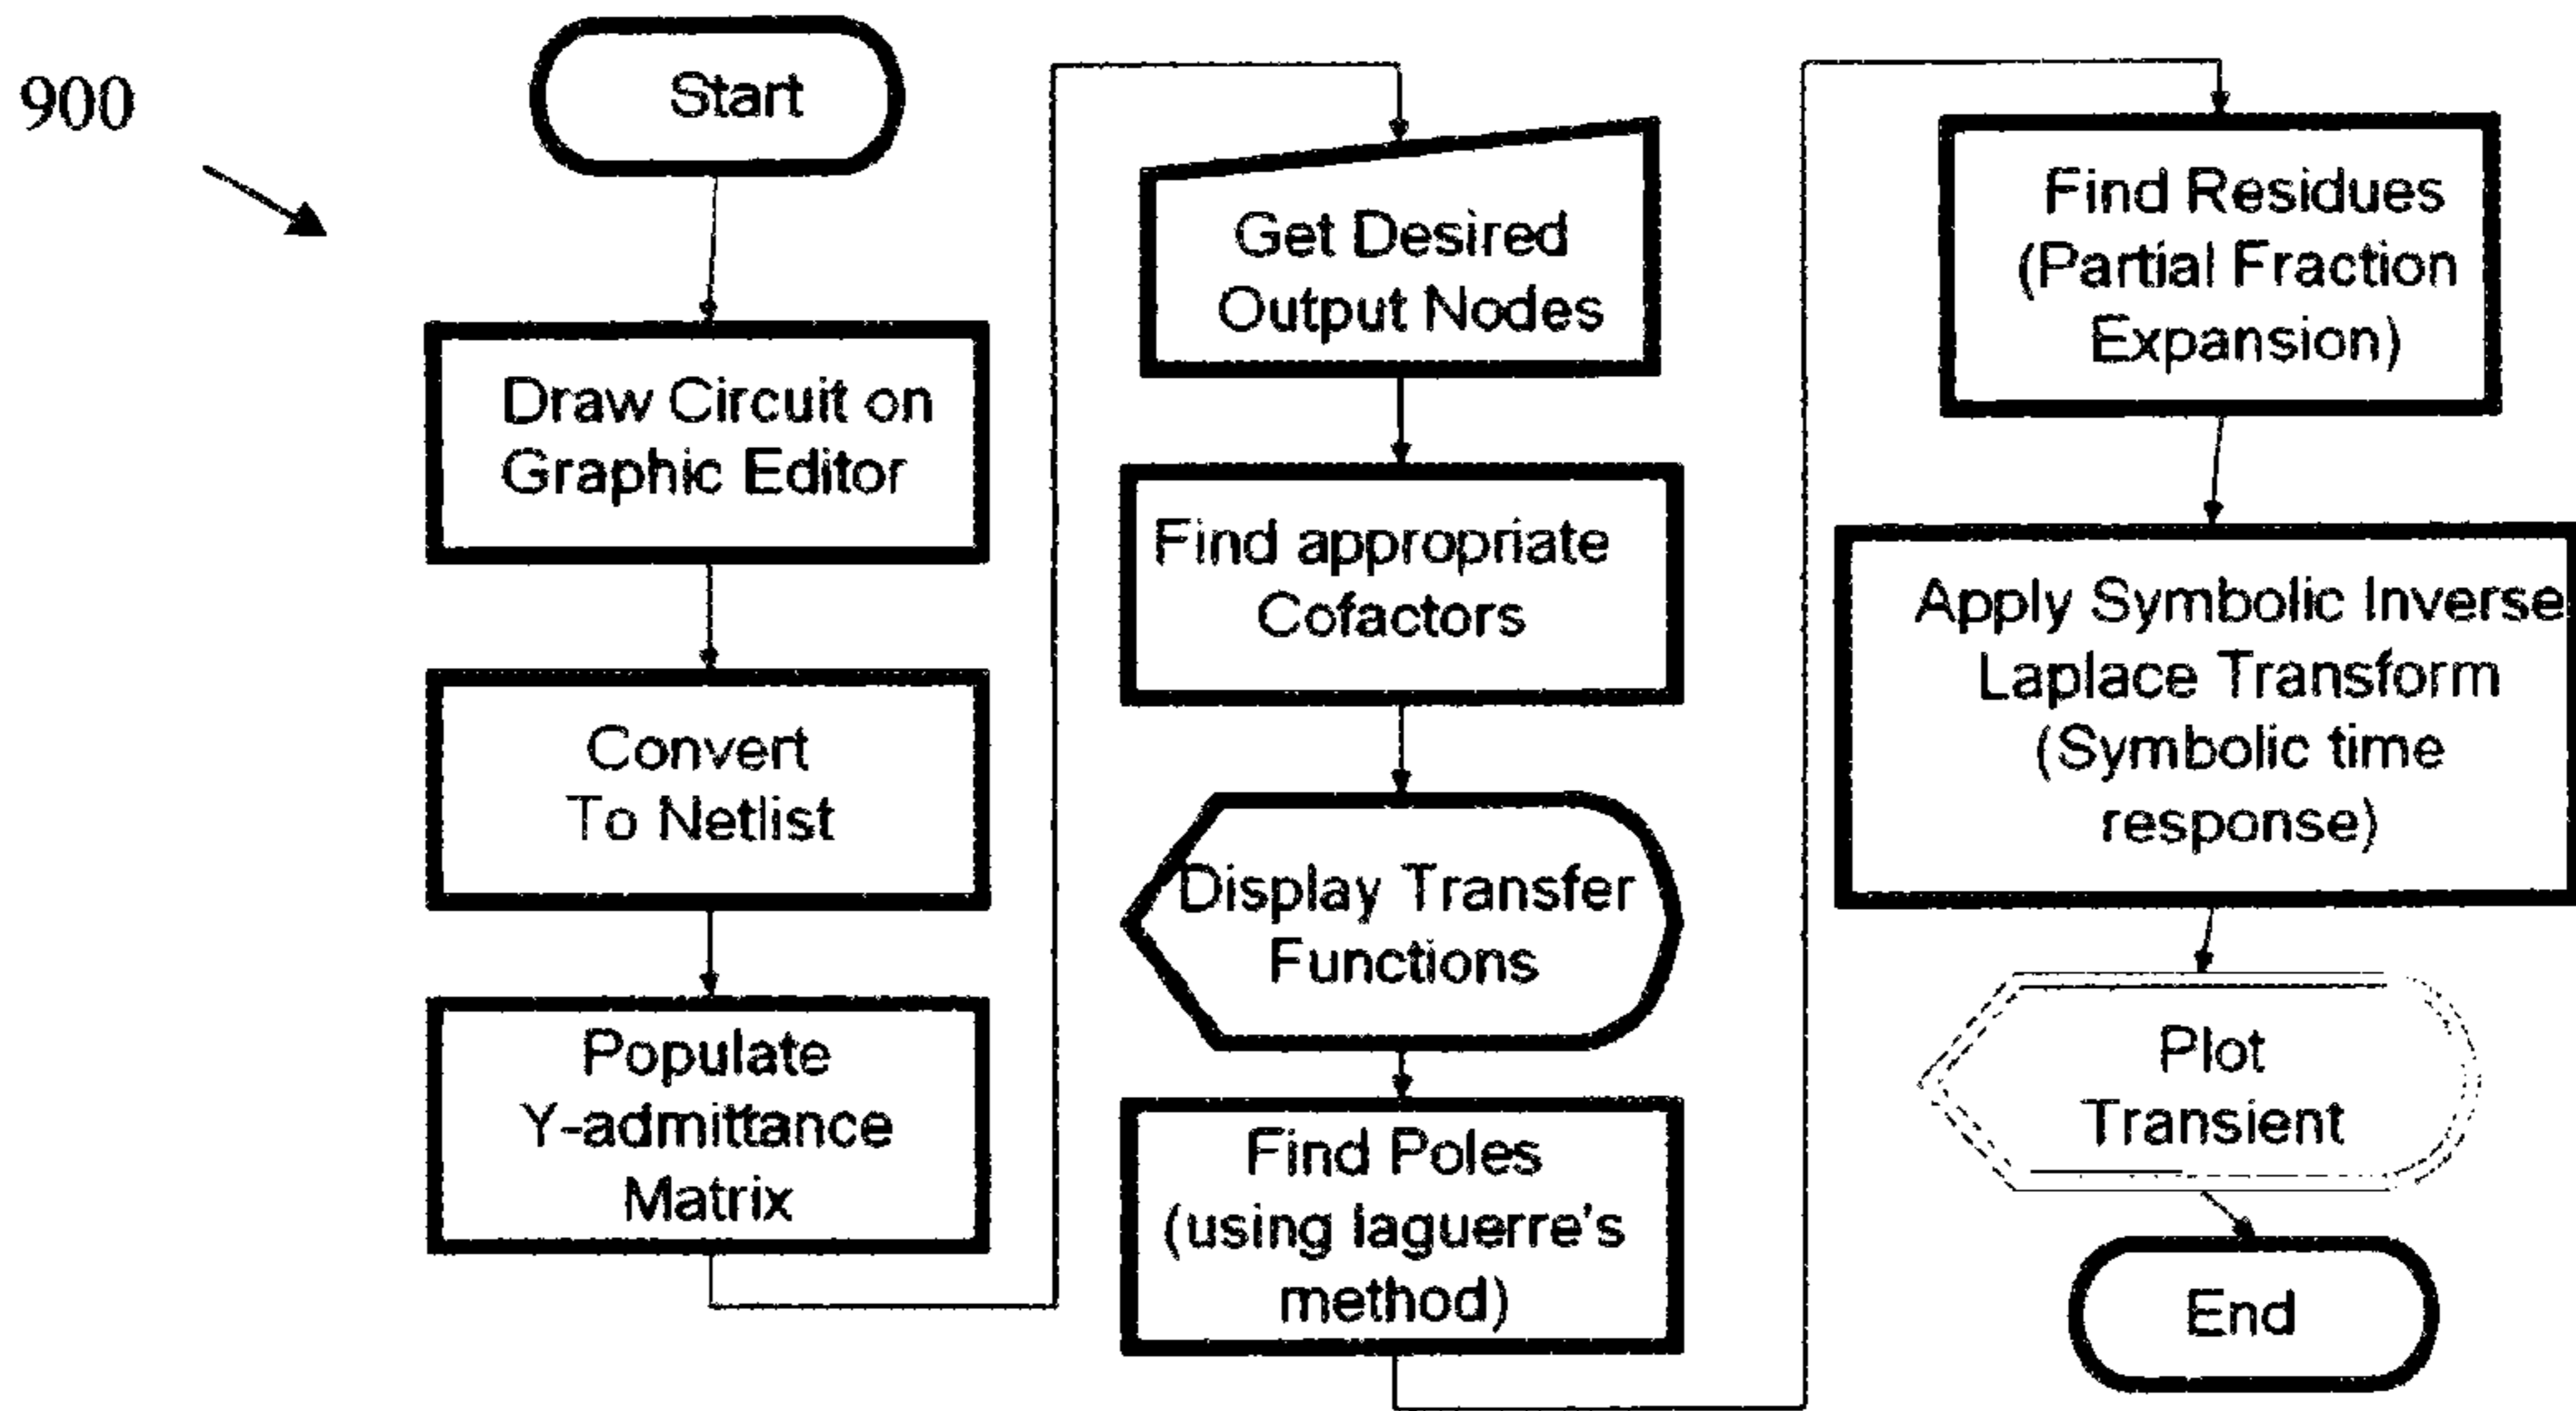 900
Start
Draw Circuit on
Graphic Editor
Convert
To Netlist
Populate
Y-admittance
Matrix
Get Desired
Output Nodes
Find appropriate
Cofactors
Display Transfer
Functions
Find Poles
(using laguerre's
method)
Find Residues
(Partial Fraction
Expansion)
Apply Symbolic Inverse
Laplace Transform
(Symbolic time
response)
Plot
Transient
End